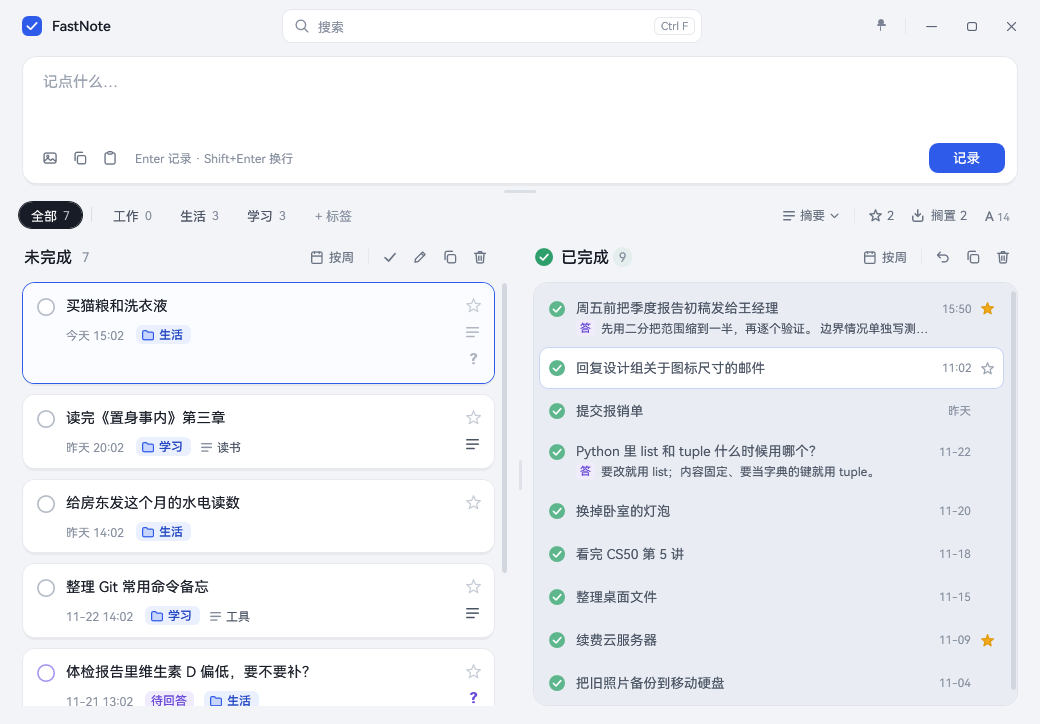 FastNote
搜索
Ctrl F
记点什么...
Enter 记录 · Shift+Enter 换行
记录
全部 7
工作 0
生活 3
学习 3
+ 标签
摘要
2
搁置 2
A 14
未完成 7
按周
买猫粮和洗衣液
今天 15:02 生活
?
读完《置身事内》第三章
昨天 20:02 学习 读书
给房东发这个月的水电读数
昨天 14:02 生活
整理 Git 常用命令备忘
11-22 14:02 学习 工具
体检报告里维生素 D 偏低，要不要补？
11-21 13:02 待回答 生活
?
已完成 9
按周
周五前把季度报告初稿发给王经理 15:50
答 先用二分把范围缩到一半，再逐个验证。 边界情况单独写测…
回复设计组关于图标尺寸的邮件 11:02
提交报销单 昨天
Python 里 list 和 tuple 什么时候用哪个？ 11-22
答 要改就用 list；内容固定、要当字典的键就用 tuple。
换掉卧室的灯泡 11-20
看完 CS50 第 5 讲 11-18
整理桌面文件 11-15
续费云服务器 11-09
把旧照片备份到移动硬盘 11-04